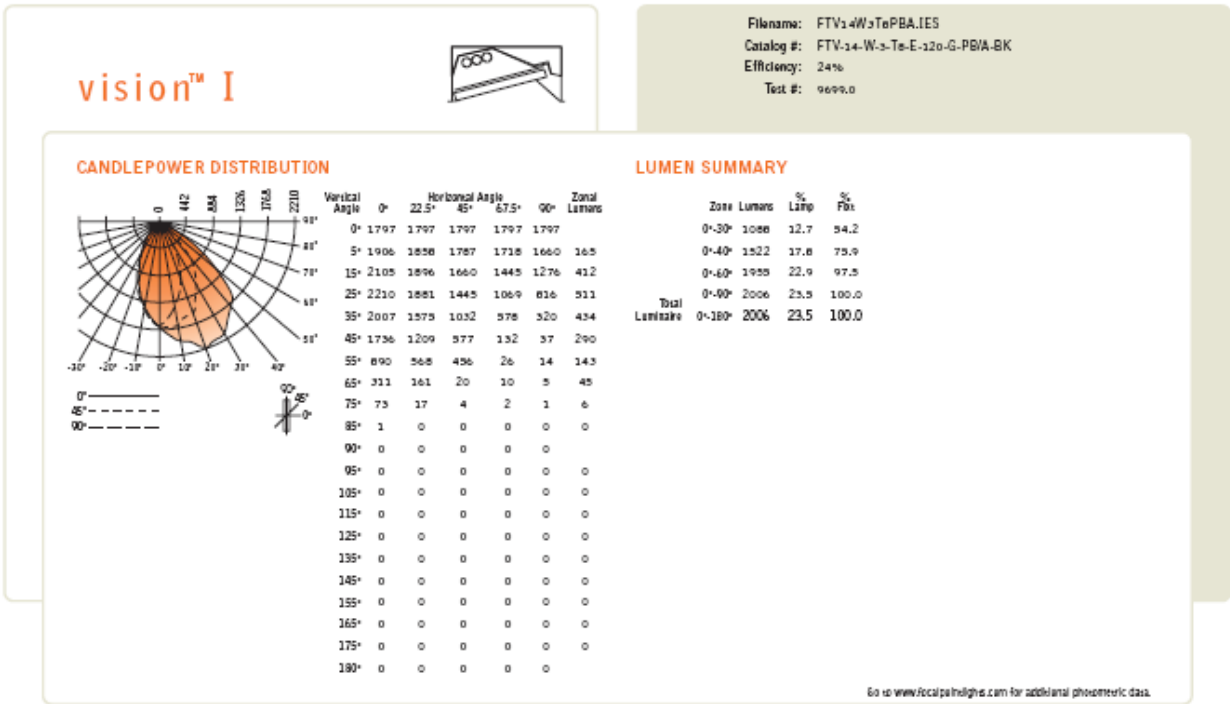 Filename: FTV14W3T8PBA.IES
Catalog #: FTV-14-W-3-T8-E-120-G-PB/A-BK
Efficiency: 24%
Test #: 9699.0
vision™ I
CANDLEPOWER DISTRIBUTION
0 442 884 1326 1768 2210
90°
80°
70°
60°
50°
-30° -20° -10° 0° 10° 20° 30° 40°
0°
45°
90°
90°
45°
0°
Vertical Horizontal Angle Zonal
Angle 0° 22.5° 45° 67.5° 90° Lumens
0° 1797 1797 1797 1797 1797
5° 1906 1858 1787 1718 1660 165
15° 2105 1896 1660 1445 1276 412
25° 2210 1881 1445 1069 816 511
35° 2007 1575 1032 578 320 434
45° 1736 1209 577 132 37 290
55° 890 568 456 26 14 143
65° 311 161 20 10 5 45
75° 73 17 4 2 1 6
85° 1 0 0 0 0 0
90° 0 0 0 0 0
95° 0 0 0 0 0 0
105° 0 0 0 0 0 0
115° 0 0 0 0 0 0
125° 0 0 0 0 0 0
135° 0 0 0 0 0 0
145° 0 0 0 0 0 0
155° 0 0 0 0 0 0
165° 0 0 0 0 0 0
175° 0 0 0 0 0 0
180° 0 0 0 0 0
LUMEN SUMMARY
% %
Zone Lumens Lamp Fixt
0°-30° 1088 12.7 54.2
0°-40° 1522 17.8 75.9
0°-60° 1955 22.9 97.5
0°-90° 2006 23.5 100.0
Total
Luminaire 0°-180° 2006 23.5 100.0
Go to www.focalpointlights.com for additional photometric data.